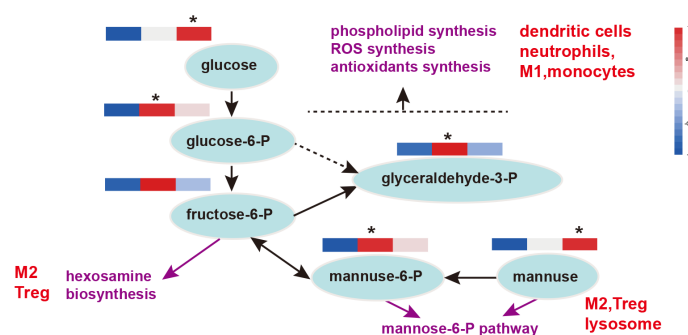 *
phospholipid synthesis
ROS synthesis
antioxidants synthesis
dendritic cells
neutrophils,
M1,monocytes
glucose
*
glucose-6-P
*
glyceraldehyde-3-P
fructose-6-P
M2
Treg
hexosamine
biosynthesis
*
mannuse-6-P
*
mannuse
M2,Treg
lysosome
mannose-6-P pathway